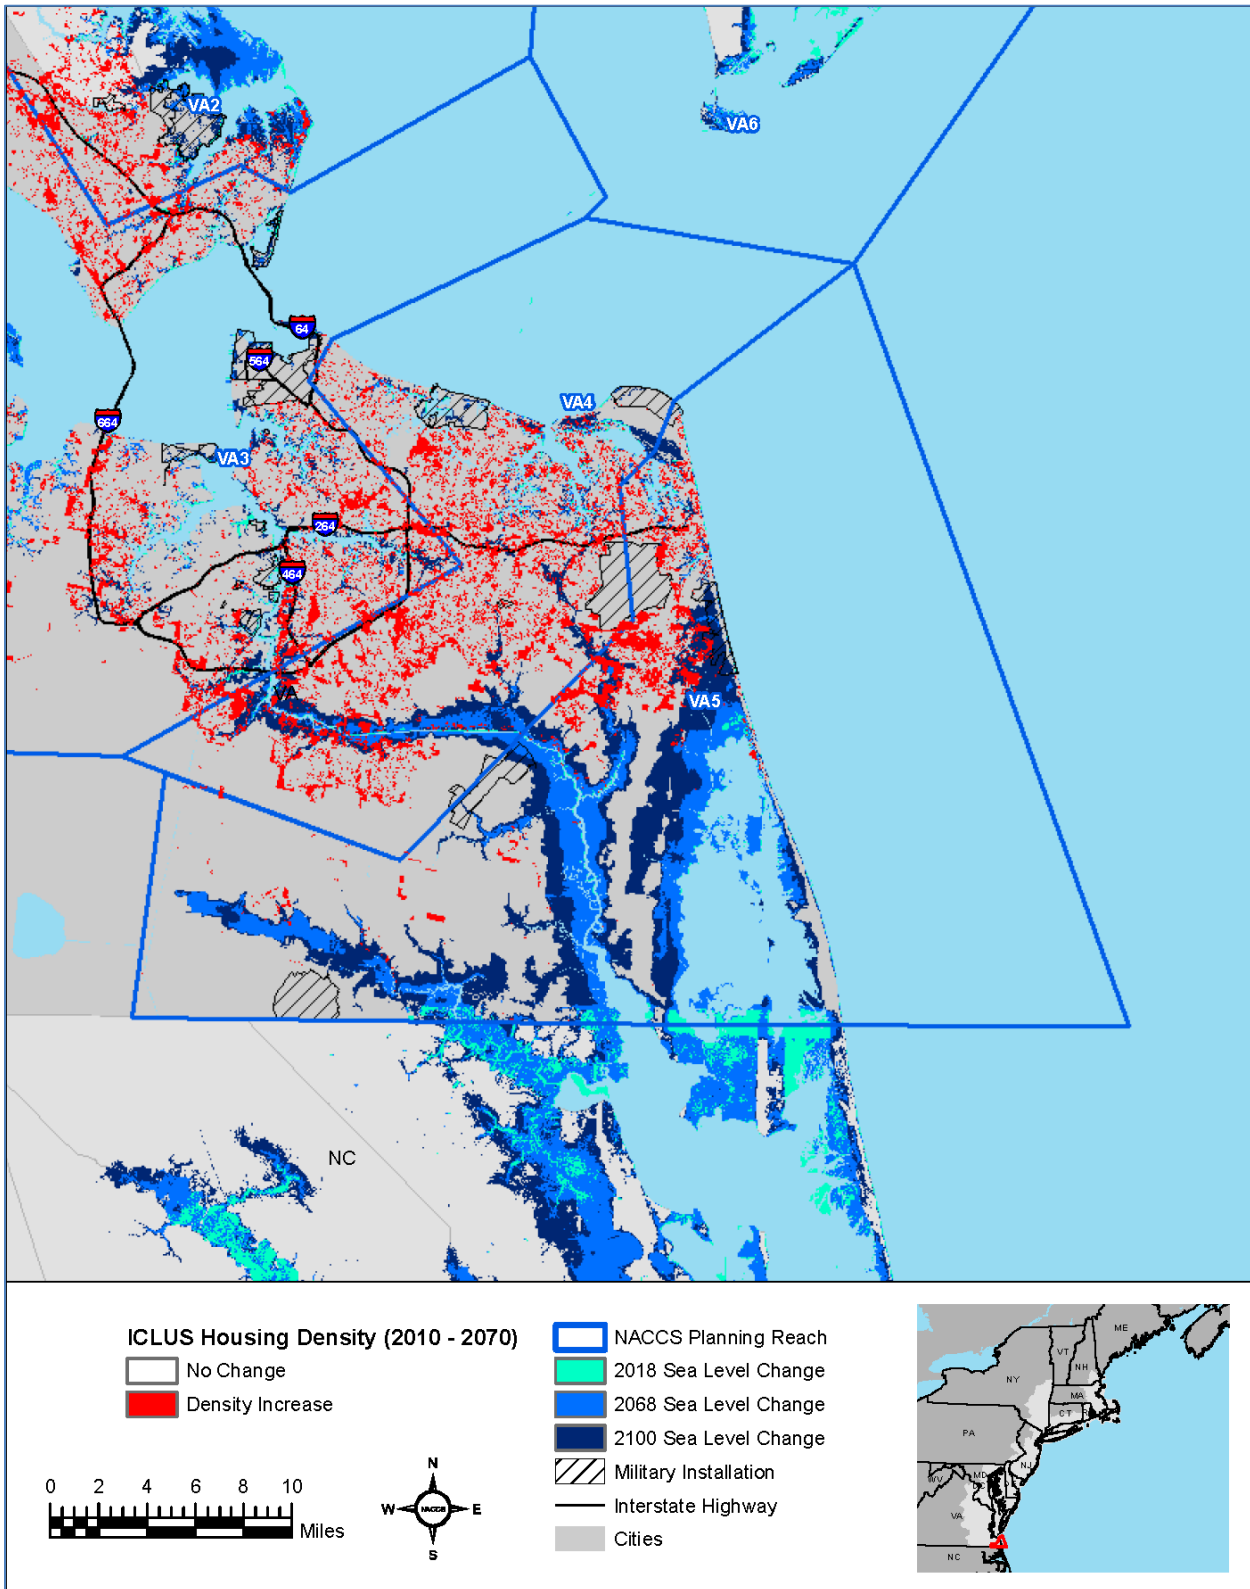 VA2
VA6
64
564
VA4
664
VA3
264
464
VA
VA5
NC
ICLUS Housing Density (2010 - 2070)
No Change
Density Increase
NACCS Planning Reach
2018 Sea Level Change
2068 Sea Level Change
2100 Sea Level Change
Military Installation
Interstate Highway
Cities
0 2 4 6 8 10
Miles
N
W NACCS E
S
ME
VT
NH
NY
MA
CT
PA
NJ
MD
WV
VA
NC